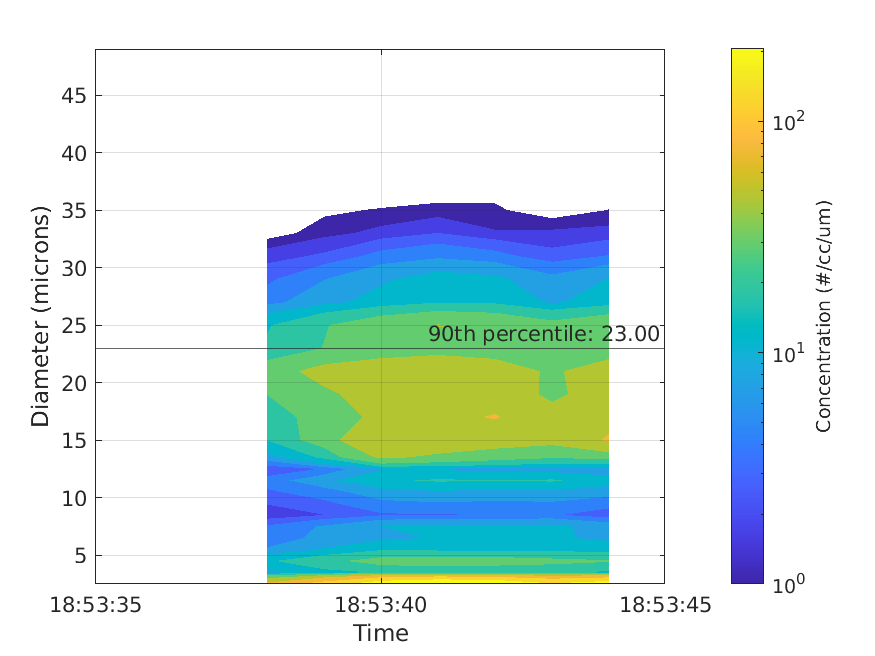 45
40
35
30
25
20
15
10
5
Diameter (microns)
90th percentile: 23.00
18:53:35 18:53:40 18:53:45
Time
10²
10¹
10⁰
Concentration (#/cc/um)